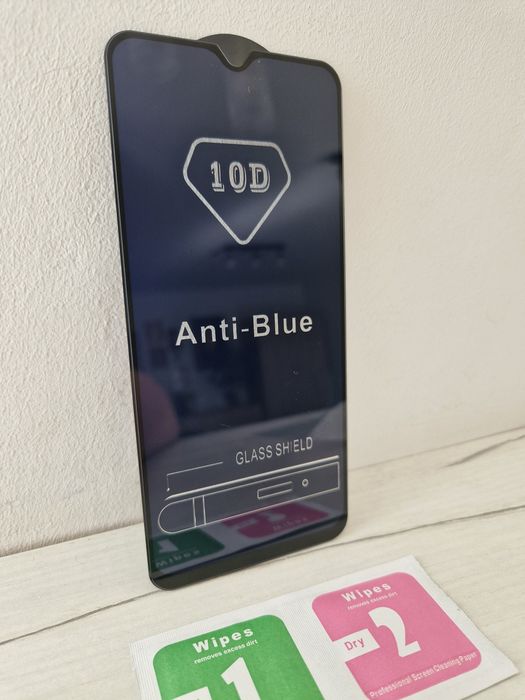 10D
Anti-Blue
GLASS SHIELD
Wipes
removes excess dirt
1
Wipes
removes excess dirt
Dry
2
Professional Screen Cleaning Paper